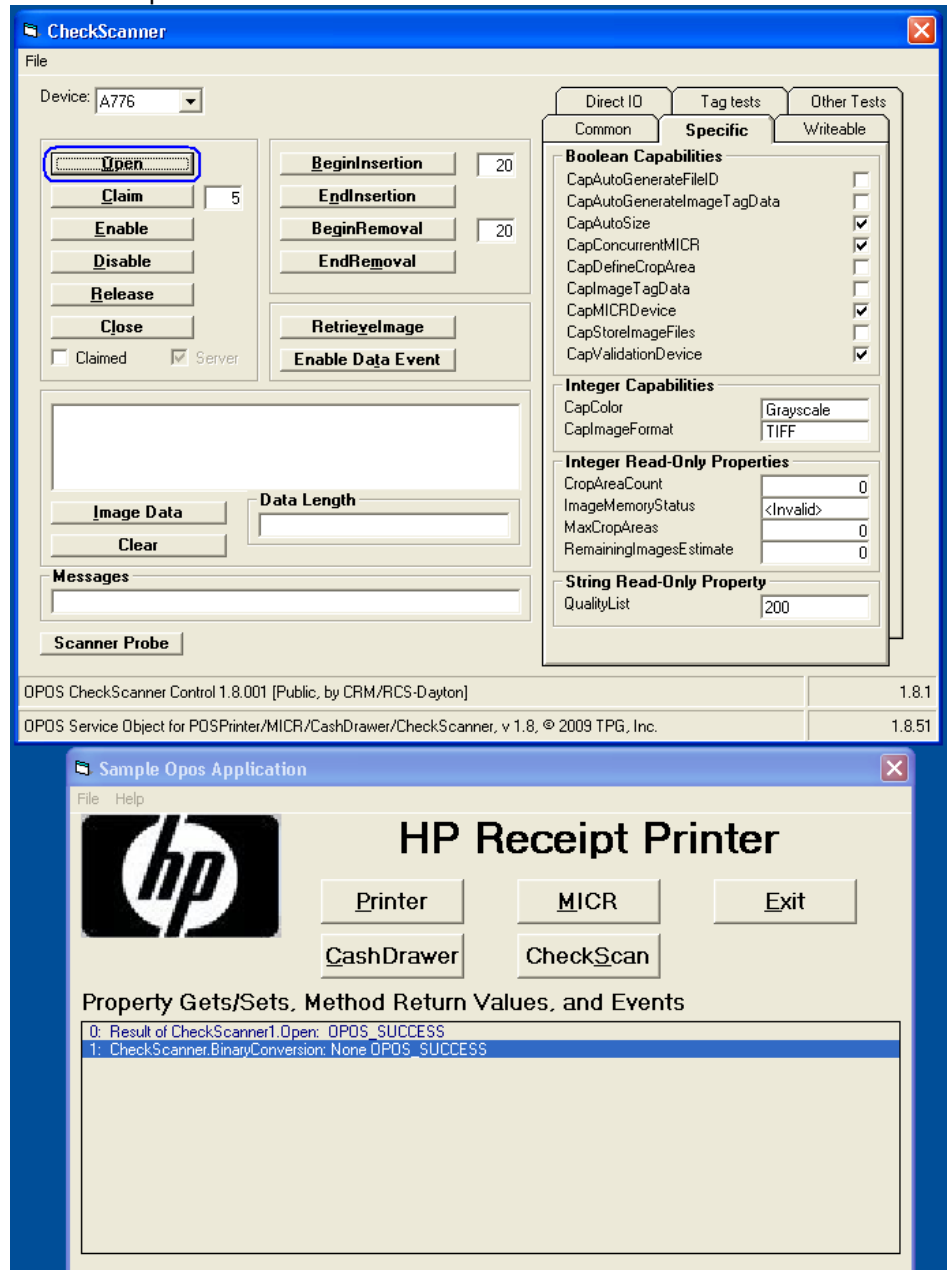 CheckScanner
File
Device: A776
Open
Claim 5
Enable
Disable
Release
Close
Claimed Server
BeginInsertion 20
EndInsertion
BeginRemoval 20
EndRemoval
RetrieveImage
Enable Data Event
Image Data
Clear
Data Length
Messages
Scanner Probe
Direct IO Tag tests Other Tests
Common Specific Writeable
Boolean Capabilities
CapAutoGenerateFileID
CapAutoGenerateImageTagData
CapAutoSize
CapConcurrentMICR
CapDefineCropArea
CapImageTagData
CapMICRDevice
CapStoreImageFiles
CapValidationDevice
Integer Capabilities
CapColor Grayscale
CapImageFormat TIFF
Integer Read-Only Properties
CropAreaCount 0
ImageMemoryStatus <Invalid>
MaxCropAreas 0
RemainingImagesEstimate 0
String Read-Only Property
QualityList 200
OPOS CheckScanner Control 1.8.001 [Public, by CRM/RCS-Dayton] 1.8.1
OPOS Service Object for POSPrinter/MICR/CashDrawer/CheckScanner, v 1.8, © 2009 TPG, Inc. 1.8.51
Sample Opos Application
File Help
hp
HP Receipt Printer
Printer MICR Exit
CashDrawer CheckScan
Property Gets/Sets, Method Return Values, and Events
0: Result of CheckScanner1.Open: OPOS_SUCCESS
1: CheckScanner.BinaryConversion: None OPOS_SUCCESS